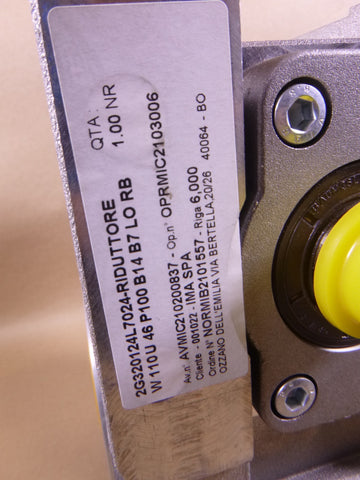 QTA:
1.00 NR
2G320124L7024-RIDUTTORE
W 110 U 46 P100 B14 B7 LO RB
Av.n° AVMIC210200837 - Op.n° OPRMIC2103006
Cliente - 001022 - IMA SPA
Ordine N° NORMIB2101557 - Riga 6,000
OZZANO DELL'EMILIA VIA BERTELLA,20/26 40064 - BO